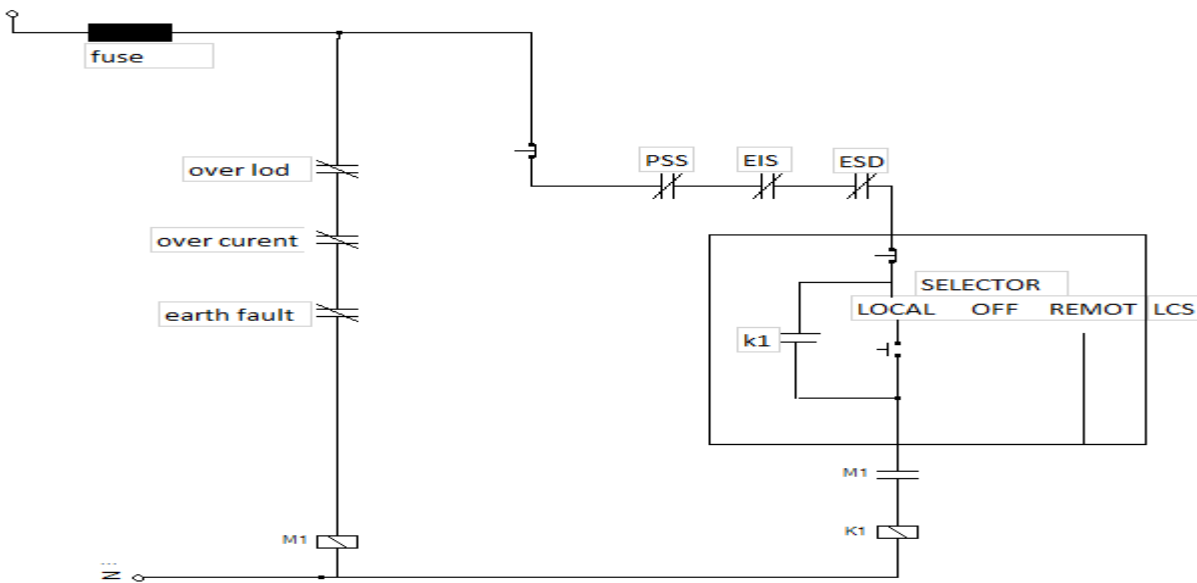 fuse
over lod
over curent
earth fault
PSS EIS ESD
SELECTOR
LOCAL OFF REMOT LCS
k1
M1
K1
M1
N